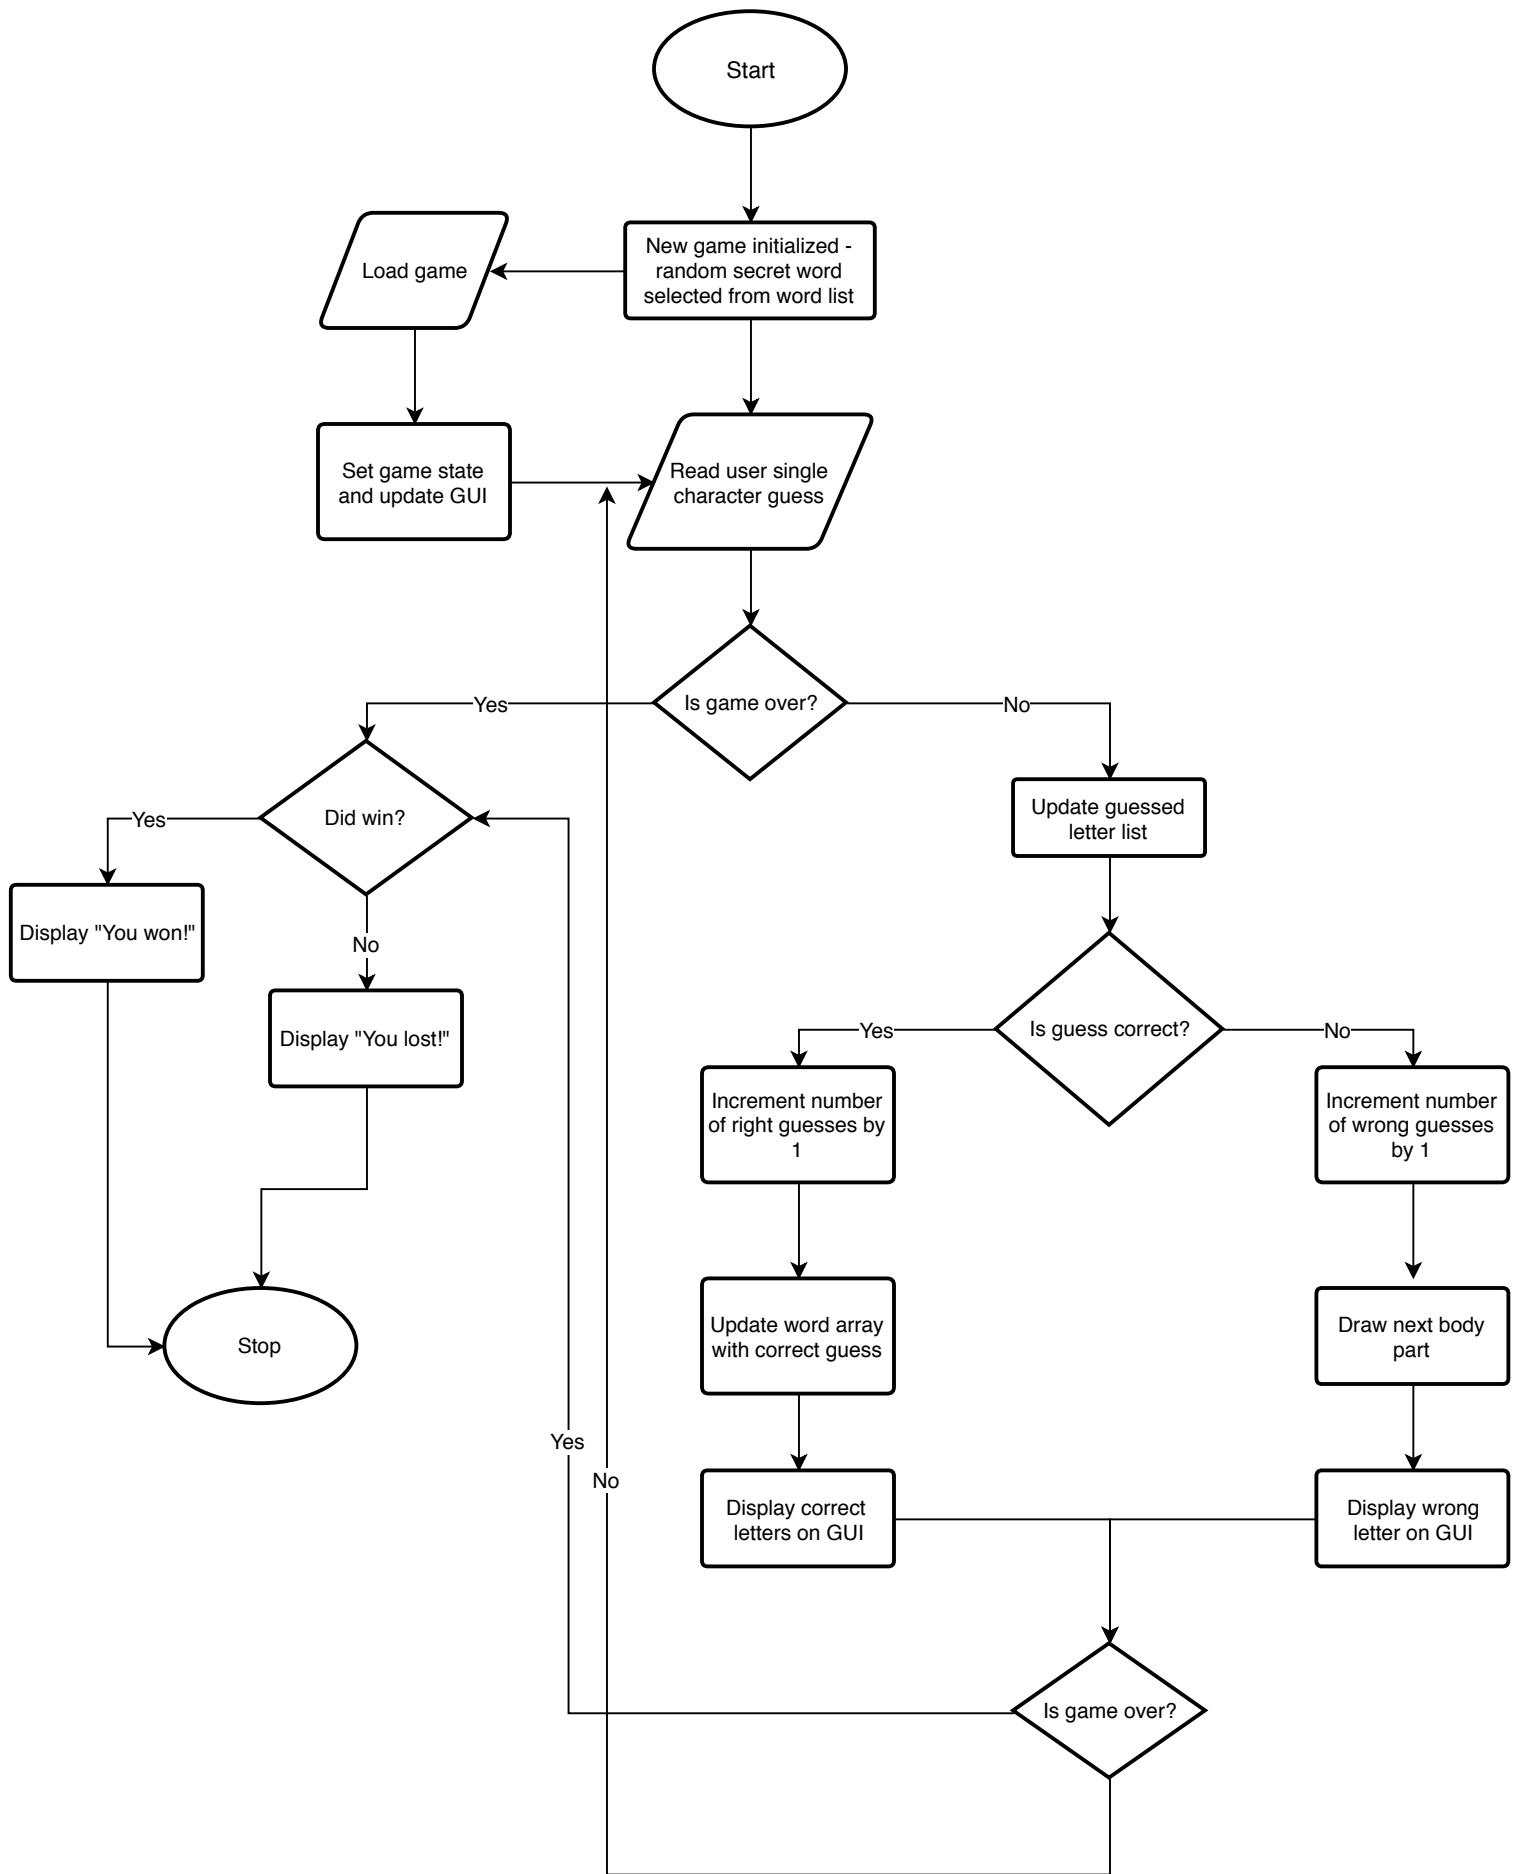 Start
Load game
New game initialized -
random secret word
selected from word list
Set game state
and update GUI
Read user single
character guess
Is game over?
Yes
No
Did win?
Update guessed
letter list
Yes
No
Display "You won!"
Display "You lost!"
Is guess correct?
Yes
No
Increment number
of right guesses by
1
Increment number
of wrong guesses
by 1
Stop
Update word array
with correct guess
Draw next body
part
Yes
No
Display correct
letters on GUI
Display wrong
letter on GUI
Is game over?